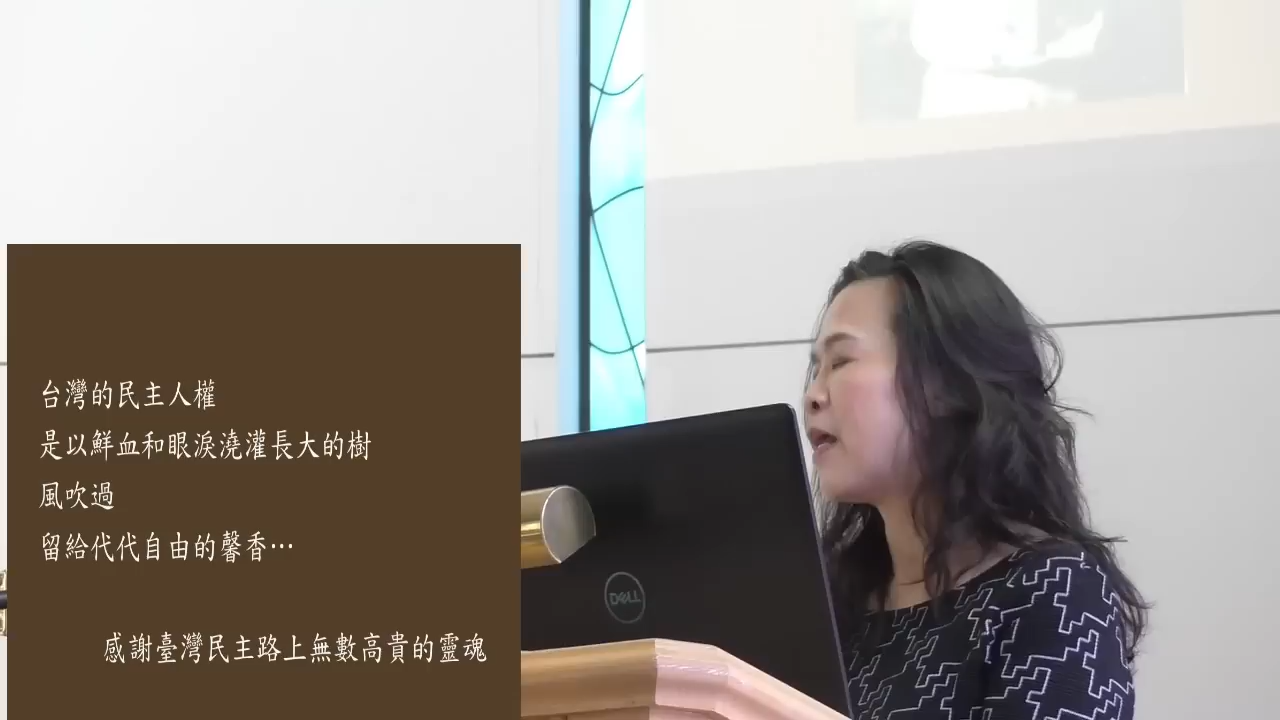 台灣的民主人權
是以鮮血和眼淚澆灌長大的樹
風吹過
留給代代自由的馨香…
感謝臺灣民主路上無數高貴的靈魂
DELL